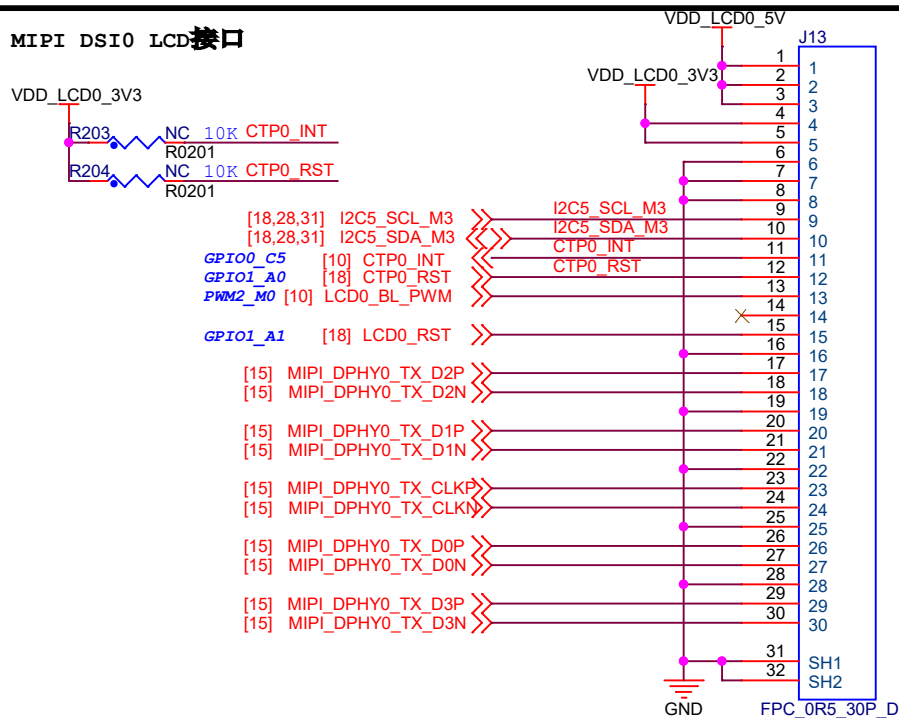 VDD_LCD0_5V
MIPI DSI0 LCD接口
J13
VDD_LCD0_3V3
VDD_LCD0_3V3
R203 NC 10K CTP0_INT
R0201
R204 NC 10K CTP0_RST
R0201
1 1
2 2
3 3
4 4
5 5
6 6
7 7
8 8
[18,28,31] I2C5_SCL_M3 I2C5_SCL_M3 9 9
[18,28,31] I2C5_SDA_M3 I2C5_SDA_M3 10 10
GPIO0_C5 [10] CTP0_INT CTP0_INT 11 11
GPIO1_A0 [18] CTP0_RST CTP0_RST 12 12
PWM2_M0 [10] LCD0_BL_PWM 13 13
14 14
GPIO1_A1 [18] LCD0_RST 15 15
16 16
[15] MIPI_DPHY0_TX_D2P 17 17
[15] MIPI_DPHY0_TX_D2N 18 18
19 19
[15] MIPI_DPHY0_TX_D1P 20 20
[15] MIPI_DPHY0_TX_D1N 21 21
22 22
[15] MIPI_DPHY0_TX_CLKP 23 23
[15] MIPI_DPHY0_TX_CLKN 24 24
25 25
[15] MIPI_DPHY0_TX_D0P 26 26
[15] MIPI_DPHY0_TX_D0N 27 27
28 28
[15] MIPI_DPHY0_TX_D3P 29 29
[15] MIPI_DPHY0_TX_D3N 30 30
31 SH1
32 SH2
GND
FPC_0R5_30P_D